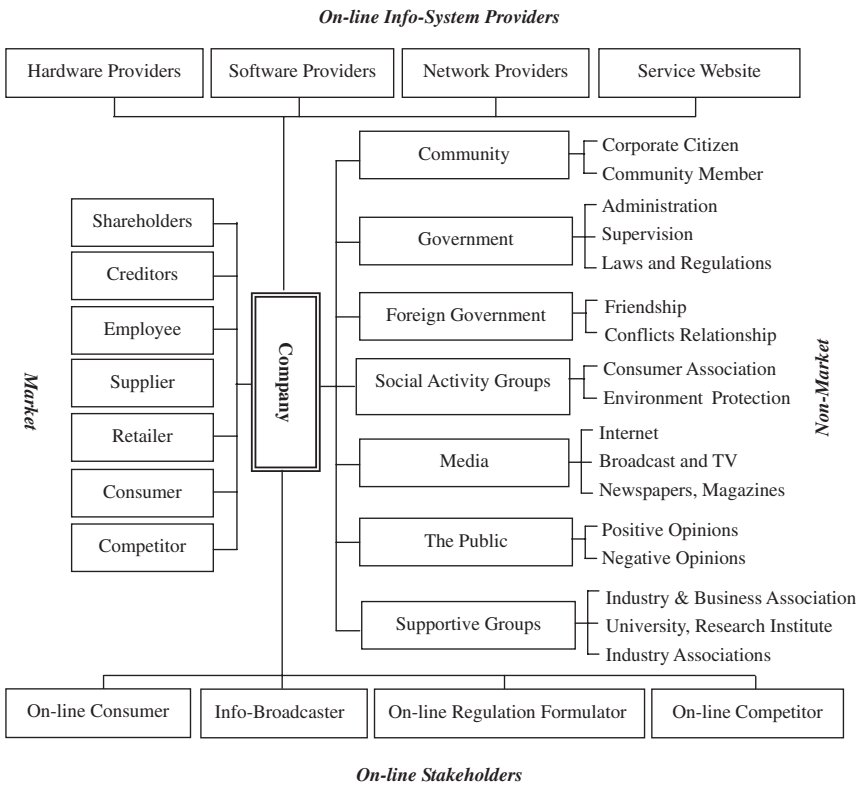 On-line Info-System Providers
Hardware Providers
Software Providers
Network Providers
Service Website
Community
Corporate Citizen
Community Member
Government
Administration
Supervision
Laws and Regulations
Foreign Government
Friendship
Conflicts Relationship
Social Activity Groups
Consumer Association
Environment Protection
Media
Internet
Broadcast and TV
Newspapers, Magazines
The Public
Positive Opinions
Negative Opinions
Supportive Groups
Industry & Business Association
University, Research Institute
Industry Associations
Non-Market
Company
Market
Shareholders
Creditors
Employee
Supplier
Retailer
Consumer
Competitor
On-line Consumer
Info-Broadcaster
On-line Regulation Formulator
On-line Competitor
On-line Stakeholders